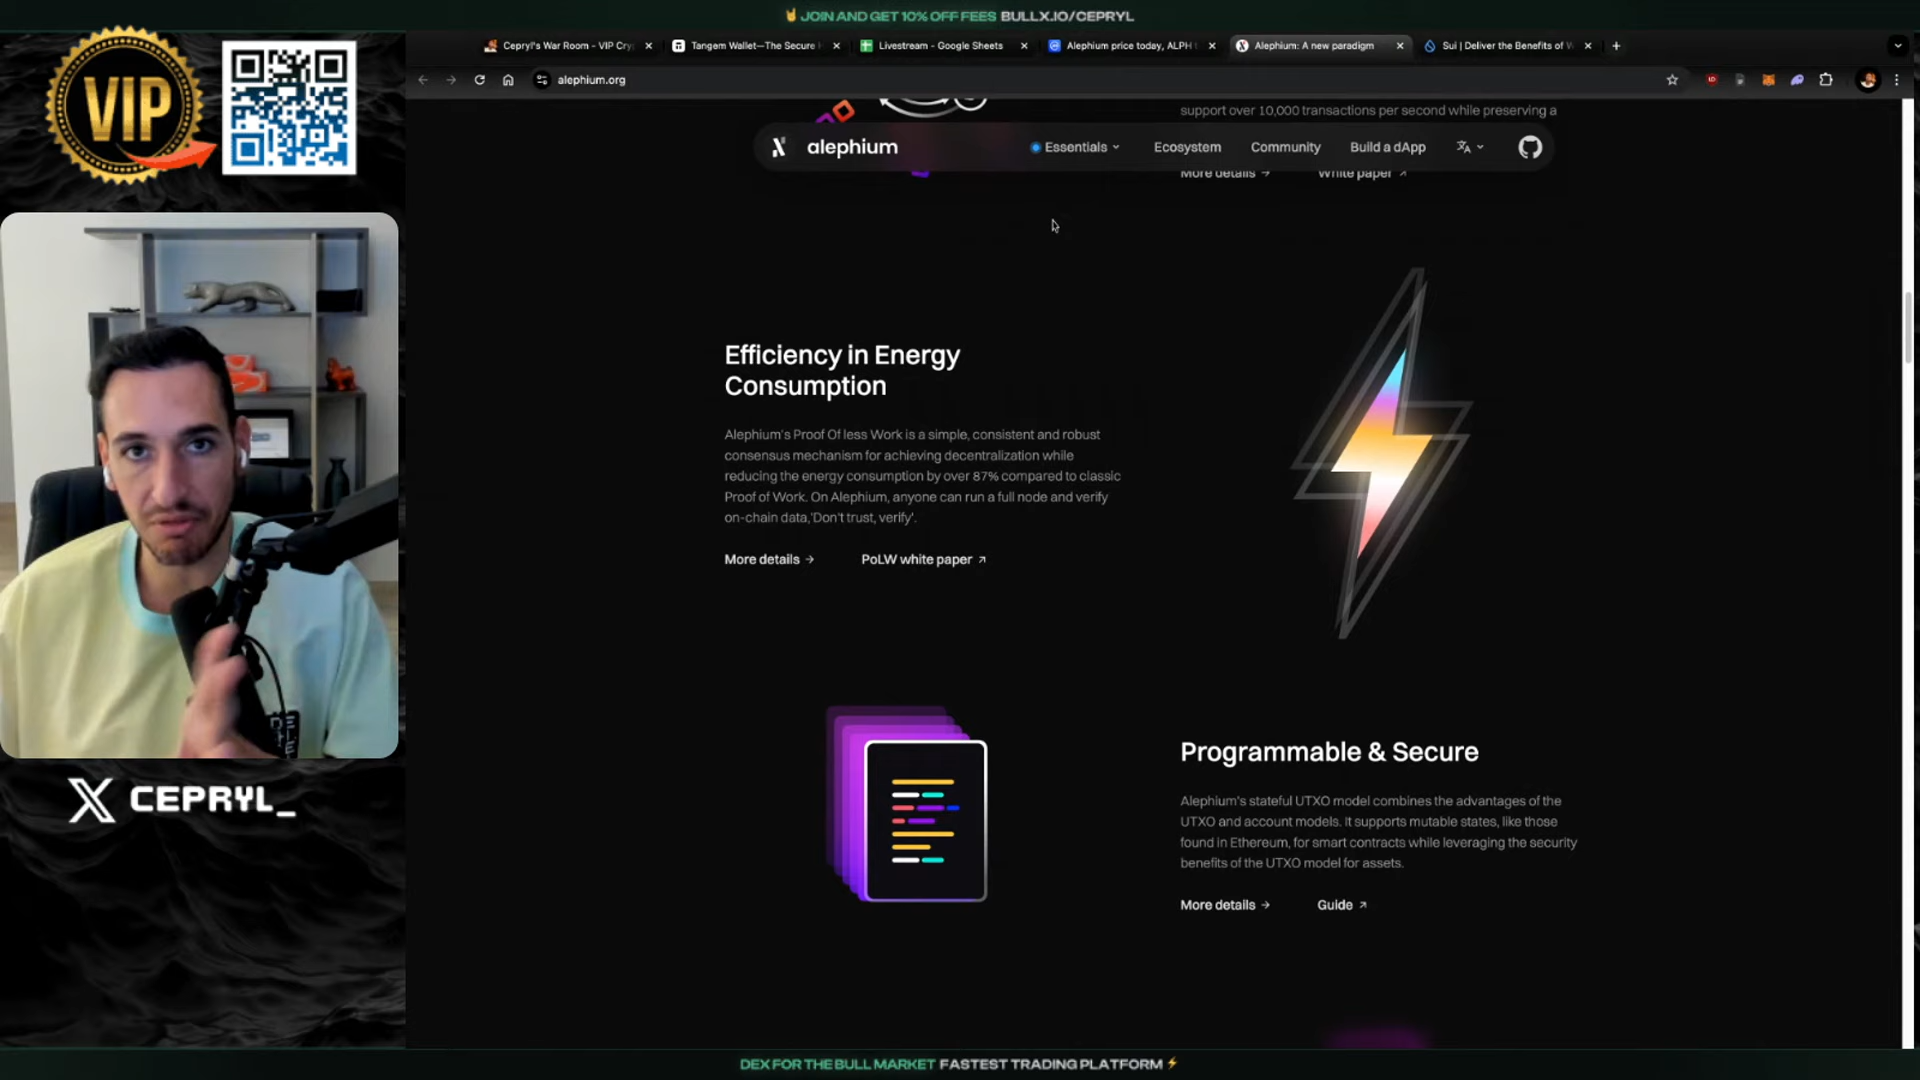 JOIN AND GET 10% OFF FEES BULLX.IO/CEPRYL
VIP
Cepryl's War Room - VIP Cry
Tangem Wallet—The Secure
Livestream - Google Sheets
Alephium price today, ALPH t
Alephium: A new paradigm
Sui | Deliver the Benefits of W
alephium.org
support over 10,000 transactions per second while preserving a
alephium
Essentials
Ecosystem
Community
Build a dApp
More details →
White paper ↗
Efficiency in Energy
Consumption
Alephium's Proof Of less Work is a simple, consistent and robust
consensus mechanism for achieving decentralization while
reducing the energy consumption by over 87% compared to classic
Proof of Work. On Alephium, anyone can run a full node and verify
on-chain data,'Don't trust, verify'.
More details →
PoLW white paper ↗
Programmable & Secure
Alephium's stateful UTXO model combines the advantages of the
UTXO and account models. It supports mutable states, like those
found in Ethereum, for smart contracts while leveraging the security
benefits of the UTXO model for assets.
More details →
Guide ↗
X CEPRYL_
DEX FOR THE BULL MARKET FASTEST TRADING PLATFORM